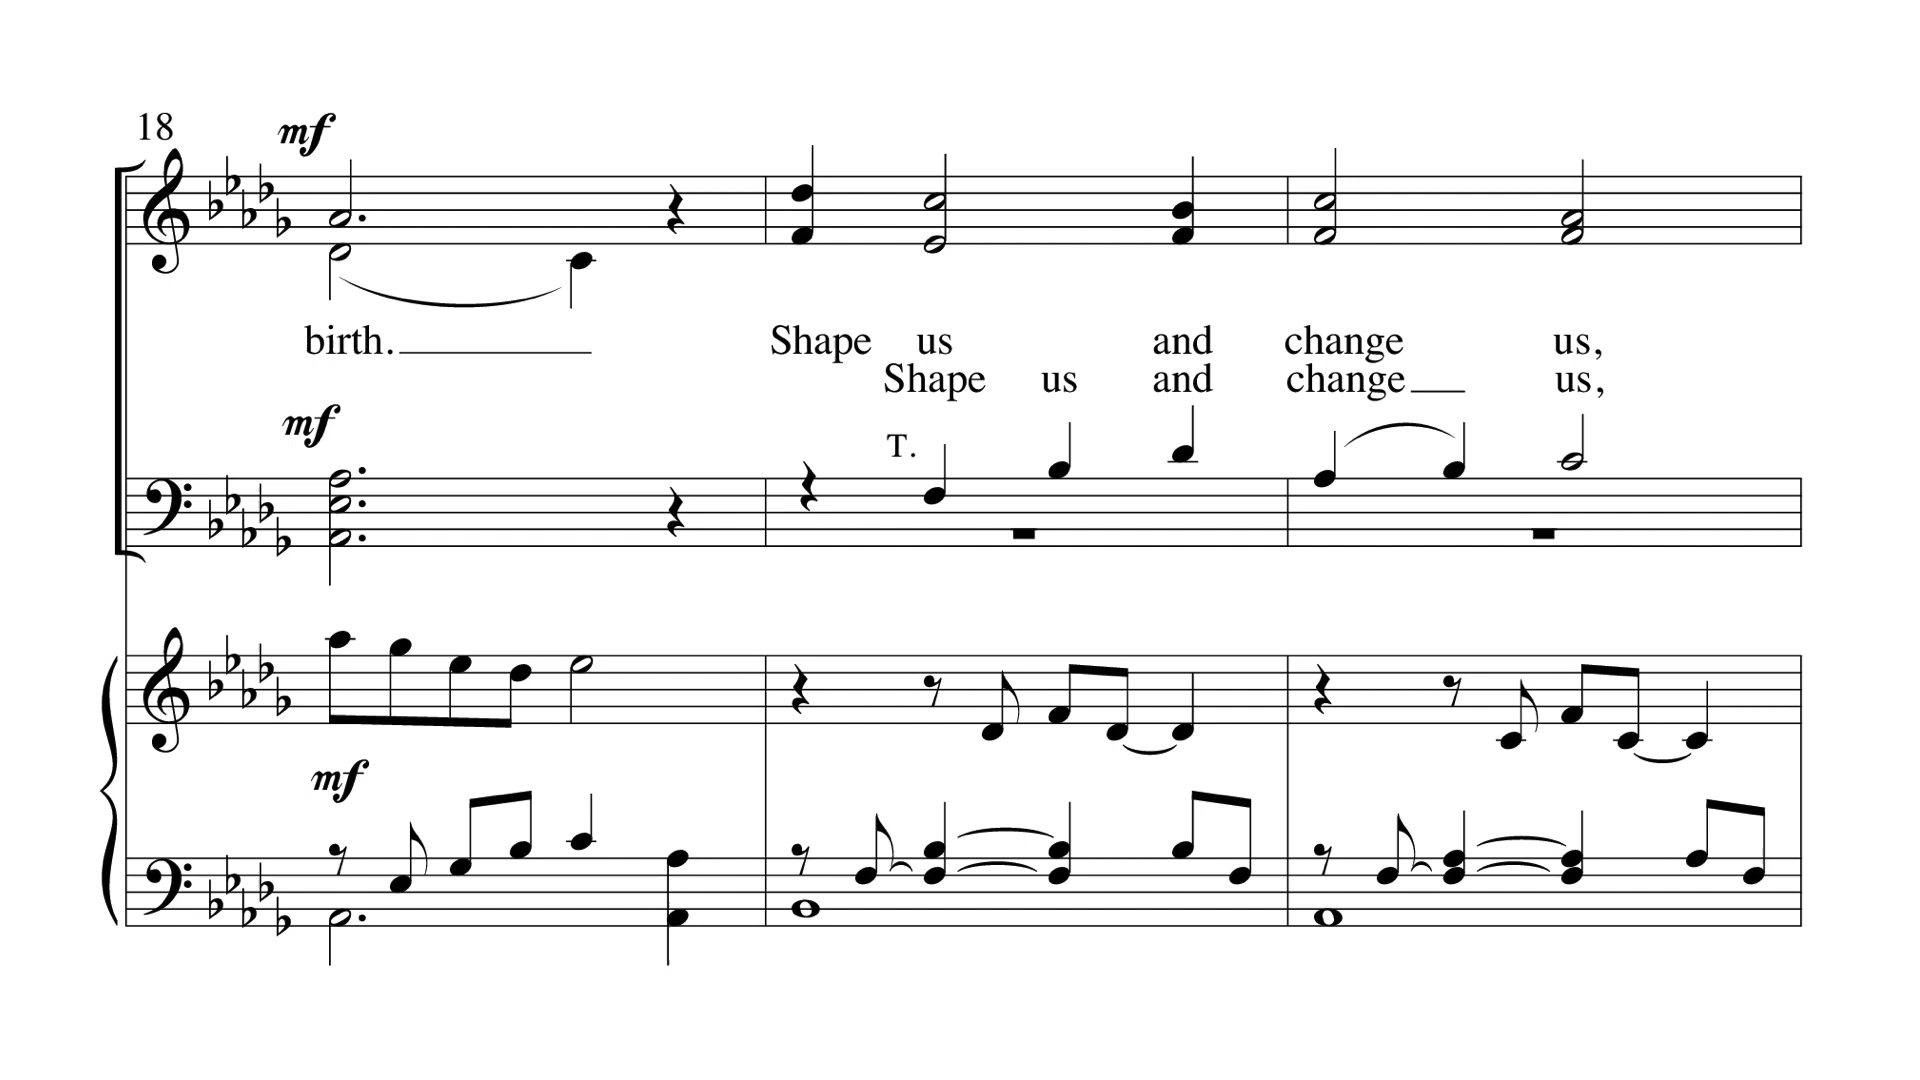 18
mf
birth. Shape us and change us,
Shape us and change us,
mf
T.
mf